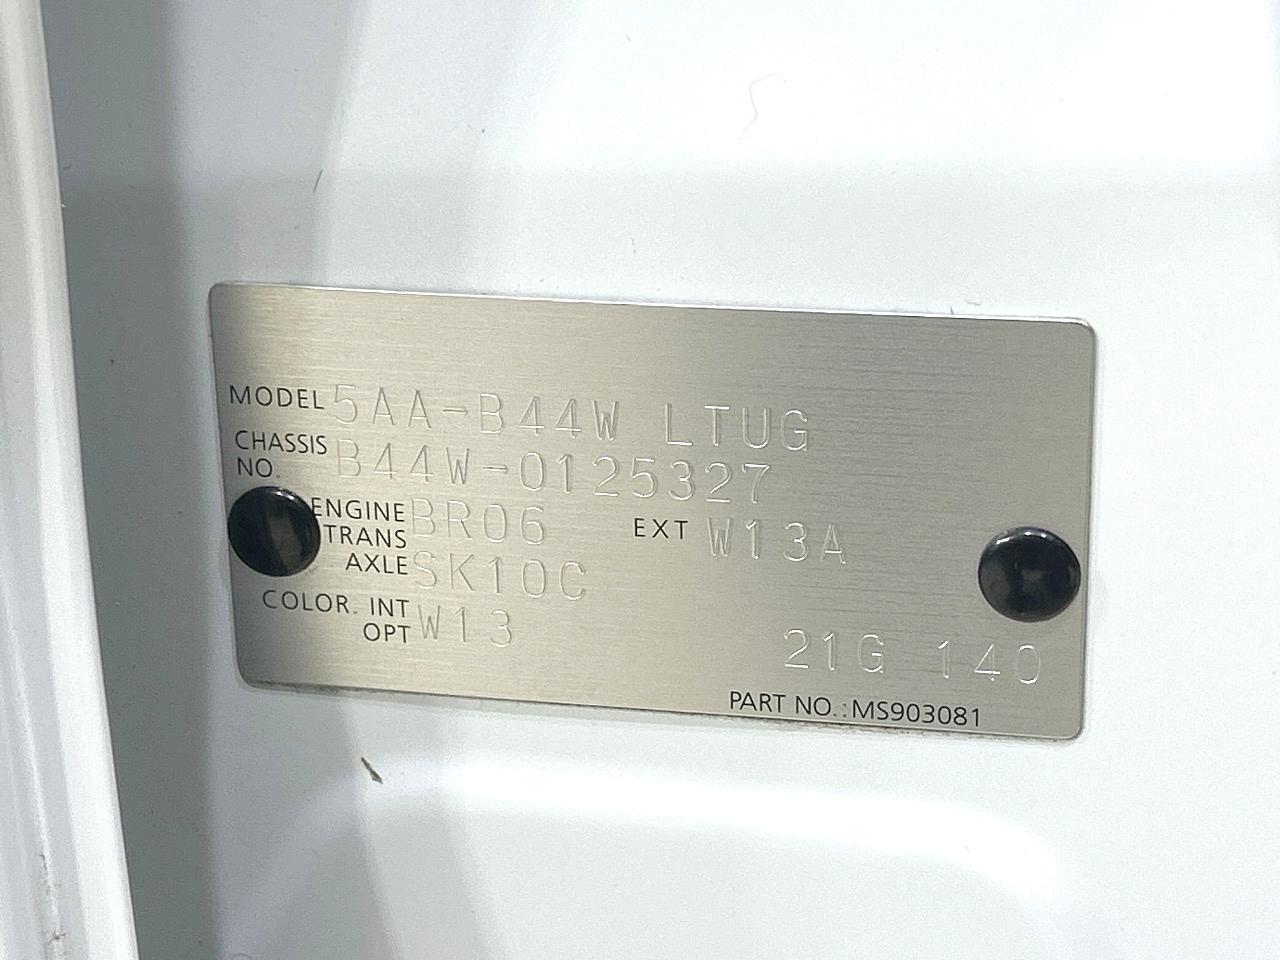 MODEL 5AA-B44W LTUG
CHASSIS NO. B44W-0125327
ENGINE BR06 EXT W13A
TRANS AXLE SK10C
COLOR. INT OPT W13
21G 140
PART NO.:MS903081